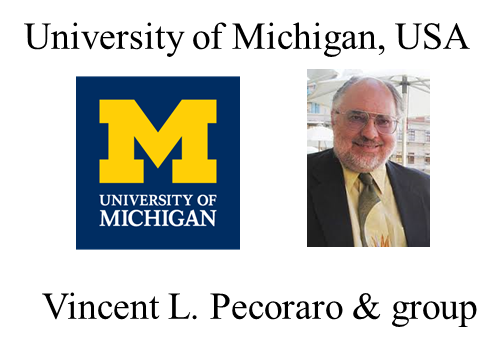 University of Michigan, USA
M
UNIVERSITY OF
MICHIGAN
Vincent L. Pecoraro & group